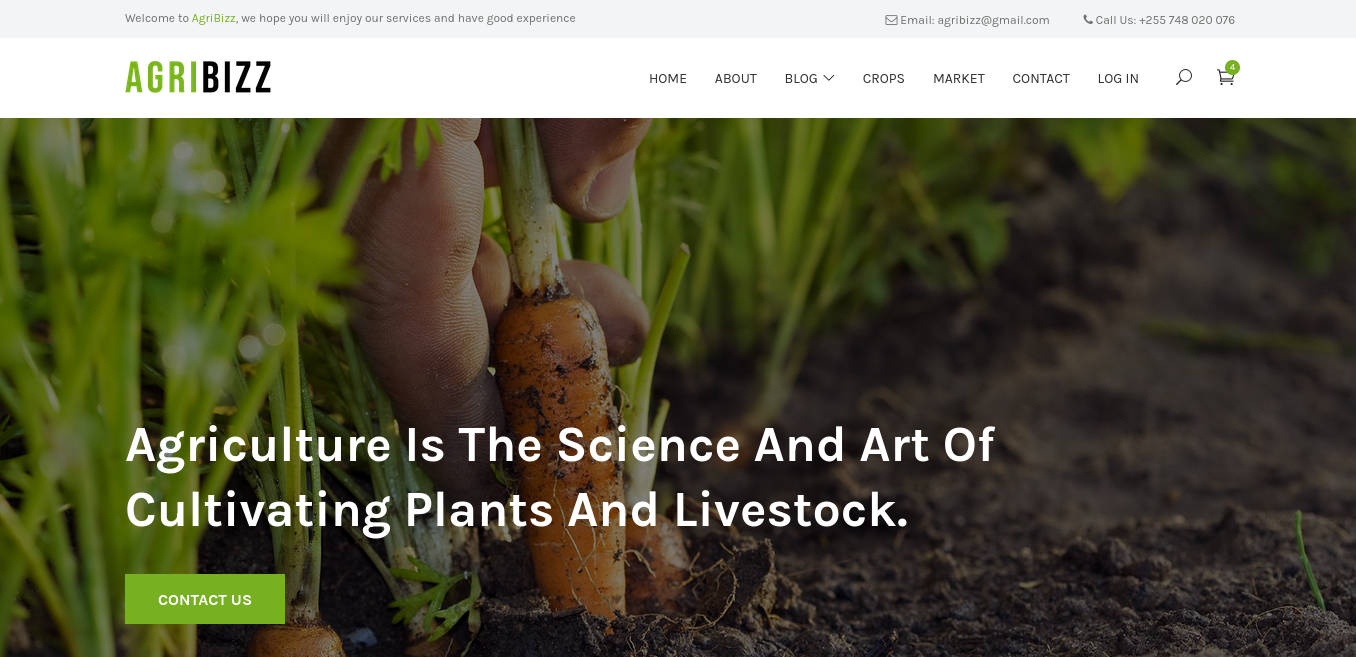 Welcome to AgriBizz, we hope you will enjoy our services and have good experience
Email: agribizz@gmail.com
Call Us: +255 748 020 076
AGRIBIZZ
HOME ABOUT BLOG CROPS MARKET CONTACT LOG IN
4
Agriculture Is The Science And Art Of
Cultivating Plants And Livestock.
CONTACT US